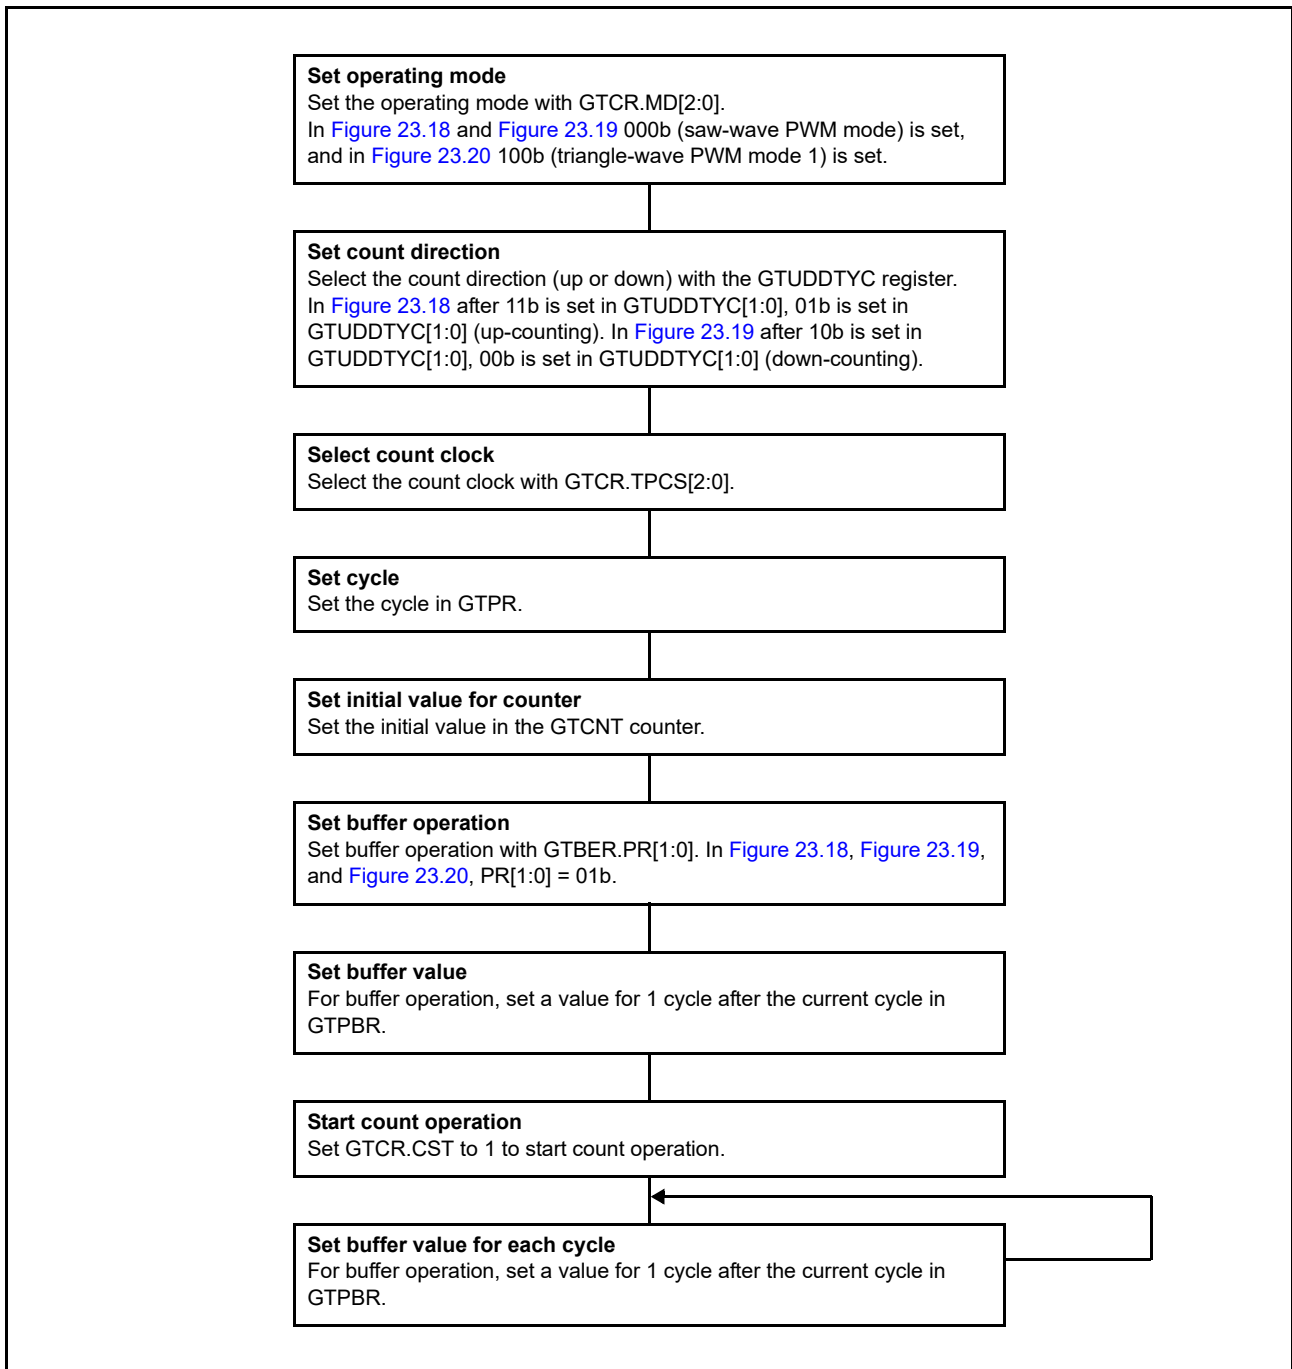 Set operating mode
Set the operating mode with GTCR.MD[2:0].
In Figure 23.18 and Figure 23.19 000b (saw-wave PWM mode) is set,
and in Figure 23.20 100b (triangle-wave PWM mode 1) is set.
Set count direction
Select the count direction (up or down) with the GTUDDTYC register.
In Figure 23.18 after 11b is set in GTUDDTYC[1:0], 01b is set in
GTUDDTYC[1:0] (up-counting). In Figure 23.19 after 10b is set in
GTUDDTYC[1:0], 00b is set in GTUDDTYC[1:0] (down-counting).
Select count clock
Select the count clock with GTCR.TPCS[2:0].
Set cycle
Set the cycle in GTPR.
Set initial value for counter
Set the initial value in the GTCNT counter.
Set buffer operation
Set buffer operation with GTBER.PR[1:0]. In Figure 23.18, Figure 23.19,
and Figure 23.20, PR[1:0] = 01b.
Set buffer value
For buffer operation, set a value for 1 cycle after the current cycle in
GTPBR.
Start count operation
Set GTCR.CST to 1 to start count operation.
Set buffer value for each cycle
For buffer operation, set a value for 1 cycle after the current cycle in
GTPBR.